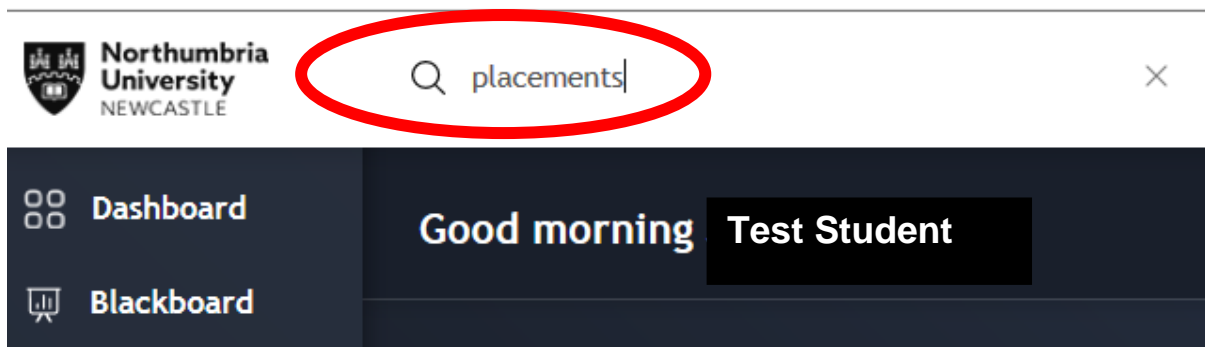 Northumbria
University
NEWCASTLE
placements
Dashboard
Good morning Test Student
Blackboard